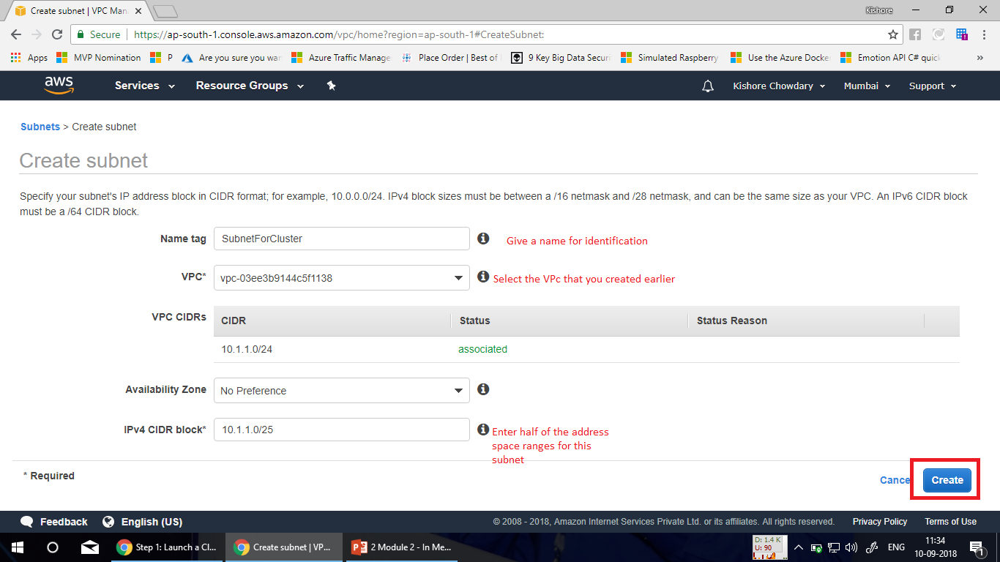 Create subnet | VPC Man
Kishore
Secure
https://ap-south-1.console.aws.amazon.com/vpc/home?region=ap-south-1#CreateSubnet:
Apps
MVP Nomination
P
Are you sure you wan
Azure Traffic Manage
Place Order | Best of
9 Key Big Data Secur
Simulated Raspberry
Use the Azure Docke
Emotion API C# quick
»
aws
Services
Resource Groups
Kishore Chowdary
Mumbai
Support
Subnets > Create subnet
Create subnet
Specify your subnet's IP address block in CIDR format; for example, 10.0.0.0/24. IPv4 block sizes must be between a /16 netmask and /28 netmask, and can be the same size as your VPC. An IPv6 CIDR block
must be a /64 CIDR block.
Name tag
SubnetForCluster
Give a name for identification
VPC*
vpc-03ee3b9144c5f1138
Select the VPc that you created earlier
VPC CIDRs
CIDR
Status
Status Reason
10.1.1.0/24
associated
Availability Zone
No Preference
IPv4 CIDR block*
10.1.1.0/25
Enter half of the address
space ranges for this
subnet
* Required
Cance
Create
Feedback
English (US)
© 2008 - 2018, Amazon Internet Services Private Ltd. or its affiliates. All rights reserved.
Privacy Policy
Terms of Use
Step 1: Launch a Cl...
Create subnet | VP...
2 Module 2 - In Me...
D: 1.4 K
U: 90
ENG
11:34
10-09-2018
1